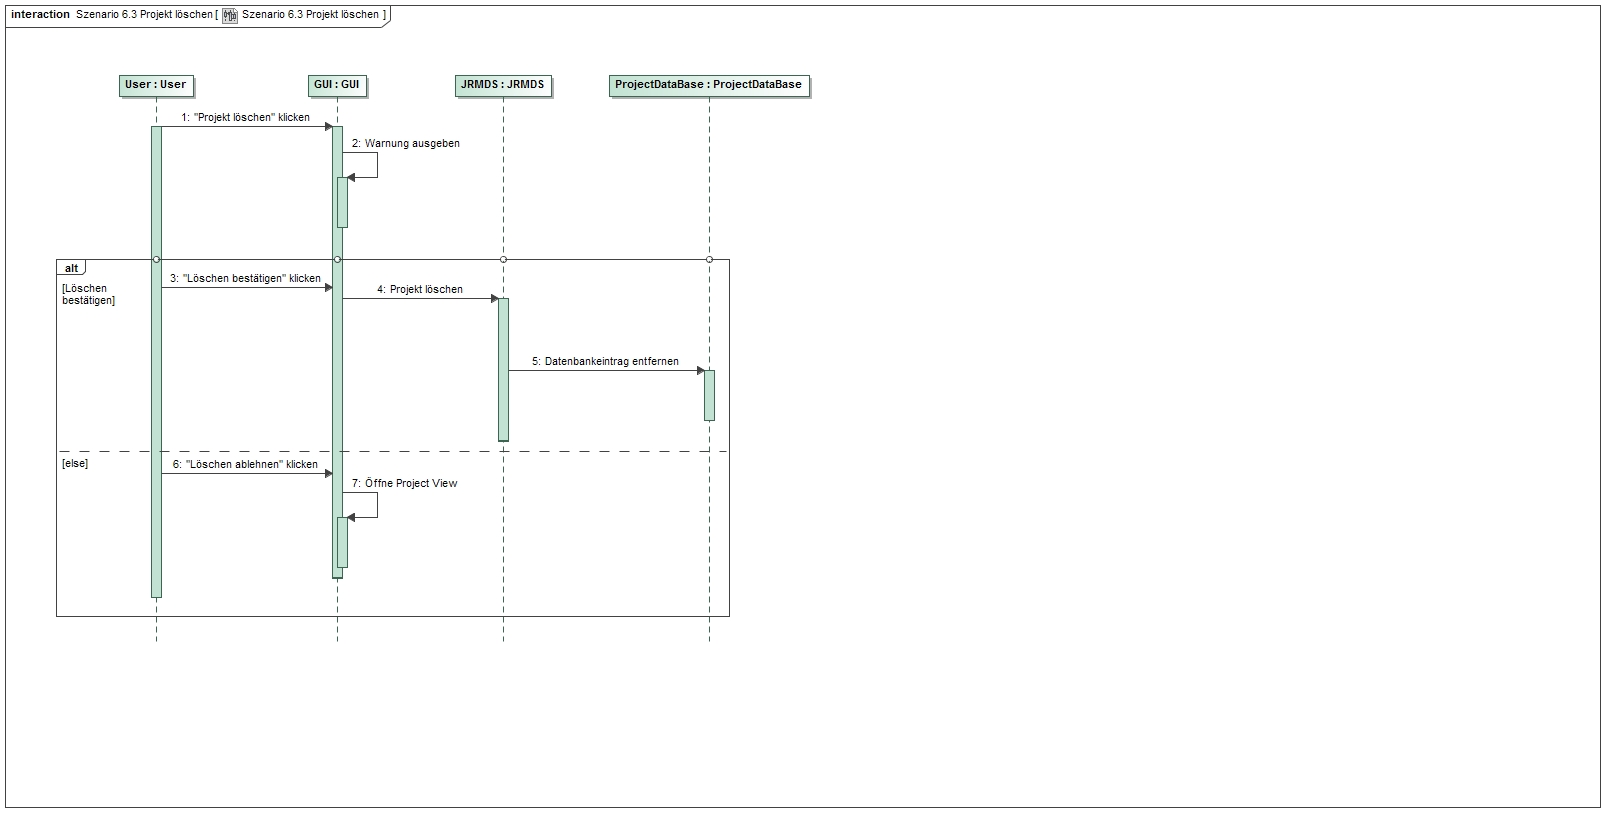 interaction Szenario 6.3 Projekt löschen [ Szenario 6.3 Projekt löschen ]
User : User
GUI : GUI
JRMDS : JRMDS
ProjectDataBase : ProjectDataBase
1: "Projekt löschen" klicken
2: Warnung ausgeben
alt
[Löschen
bestätigen]
3: "Löschen bestätigen" klicken
4: Projekt löschen
5: Datenbankeintrag entfernen
[else]
6: "Löschen ablehnen" klicken
7: Öffne Project View